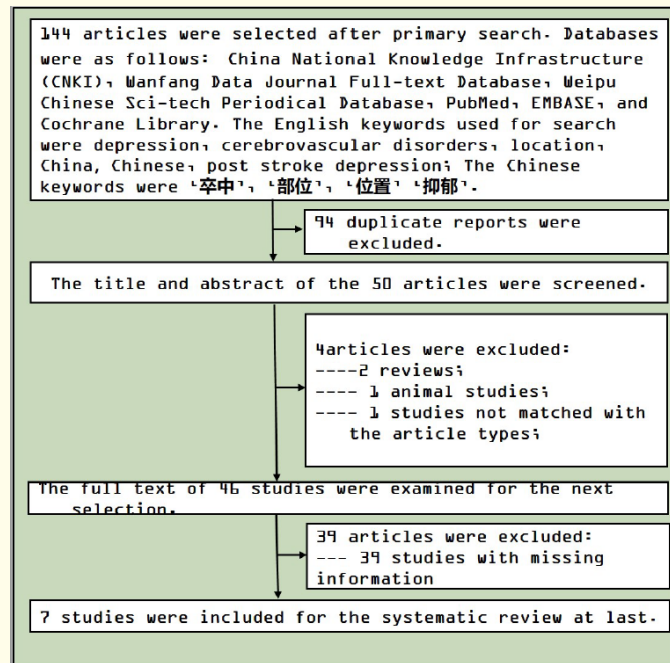 144 articles were selected after primary search. Databases
were as follows: China National Knowledge Infrastructure
(CNKI), Wanfang Data Journal Full-text Database, Weipu
Chinese Sci-tech Periodical Database, PubMed, EMBASE, and
Cochrane Library. The English keywords used for search
were depression, cerebrovascular disorders, location,
China, Chinese, post stroke depression; The Chinese
keywords were ‘卒中’, ‘部位’, ‘位置’ ‘抑郁’.
94 duplicate reports were
excluded.
The title and abstract of the 50 articles were screened.
4articles were excluded:
----2 reviews;
---- 1 animal studies;
---- 1 studies not matched with
the article types;
The full text of 46 studies were examined for the next
selection.
39 articles were excluded:
--- 39 studies with missing
information
7 studies were included for the systematic review at last.